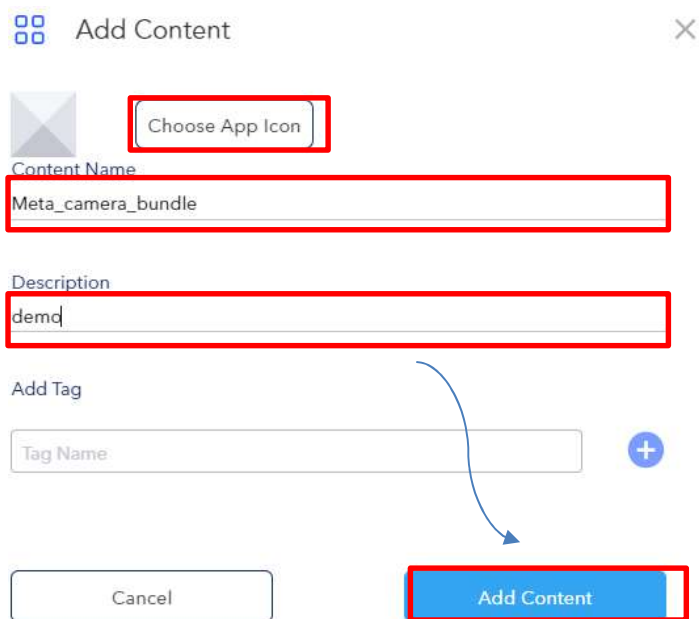 Add Content
Choose App Icon
Content Name
Meta_camera_bundle
Description
demo
Add Tag
Tag Name
Cancel
Add Content